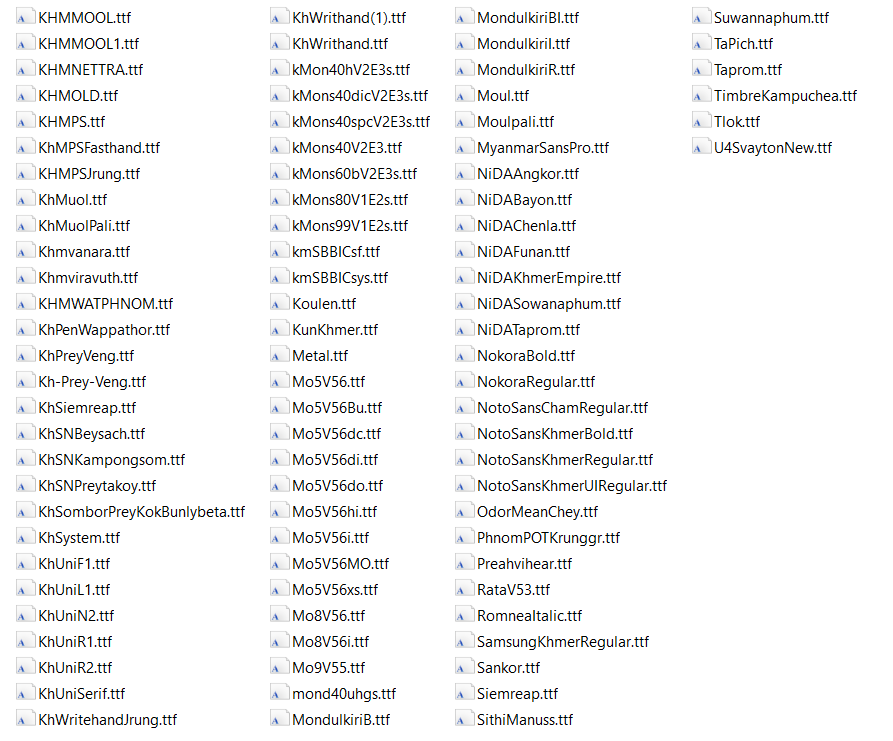 KHMMOOL.ttf
KHMMOOL1.ttf
KHMNETTRA.ttf
KHMOLD.ttf
KHMPS.ttf
KhMPSFasthand.ttf
KHMPSJrung.ttf
KhMuol.ttf
KhMuolPali.ttf
Khmvanara.ttf
Khmviravuth.ttf
KHMWATPHNOM.ttf
KhPenWappathor.ttf
KhPreyVeng.ttf
Kh-Prey-Veng.ttf
KhSiemreap.ttf
KhSNBeysach.ttf
KhSNKampongsom.ttf
KhSNPreytakoy.ttf
KhSomborPreyKokBunlybeta.ttf
KhSystem.ttf
KhUniF1.ttf
KhUniL1.ttf
KhUniN2.ttf
KhUniR1.ttf
KhUniR2.ttf
KhUniSerif.ttf
KhWritehandJrung.ttf
KhWrithand(1).ttf
KhWrithand.ttf
kMon40hV2E3s.ttf
kMons40dicV2E3s.ttf
kMons40spcV2E3s.ttf
kMons40V2E3.ttf
kMons60bV2E3s.ttf
kMons80V1E2s.ttf
kMons99V1E2s.ttf
kmSBBICsf.ttf
kmSBBICsys.ttf
Koulen.ttf
KunKhmer.ttf
Metal.ttf
Mo5V56.ttf
Mo5V56Bu.ttf
Mo5V56dc.ttf
Mo5V56di.ttf
Mo5V56do.ttf
Mo5V56hi.ttf
Mo5V56i.ttf
Mo5V56MO.ttf
Mo5V56xs.ttf
Mo8V56.ttf
Mo8V56i.ttf
Mo9V55.ttf
mond40uhgs.ttf
MondulkiriB.ttf
MondulkiriBI.ttf
MondulkiriI.ttf
MondulkiriR.ttf
Moul.ttf
Moulpali.ttf
MyanmarSansPro.ttf
NiDAAngkor.ttf
NiDABayon.ttf
NiDAChenla.ttf
NiDAFunan.ttf
NiDAKhmerEmpire.ttf
NiDASowanaphum.ttf
NiDATaprom.ttf
NokoraBold.ttf
NokoraRegular.ttf
NotoSansChamRegular.ttf
NotoSansKhmerBold.ttf
NotoSansKhmerRegular.ttf
NotoSansKhmerUIRegular.ttf
OdorMeanChey.ttf
PhnomPOTKrunggr.ttf
Preahvihear.ttf
RataV53.ttf
RomneaItalic.ttf
SamsungKhmerRegular.ttf
Sankor.ttf
Siemreap.ttf
SithiManuss.ttf
Suwannaphum.ttf
TaPich.ttf
Taprom.ttf
TimbreKampuchea.ttf
Tlok.ttf
U4SvaytonNew.ttf